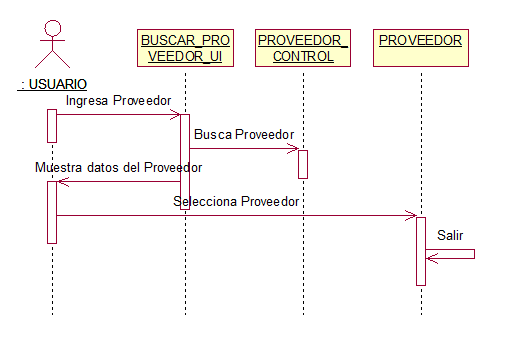 BUSCAR_PRO
VEEDOR_UI
PROVEEDOR_
CONTROL
PROVEEDOR
: USUARIO
Ingresa Proveedor
Busca Proveedor
Muestra datos del Proveedor
Selecciona Proveedor
Salir